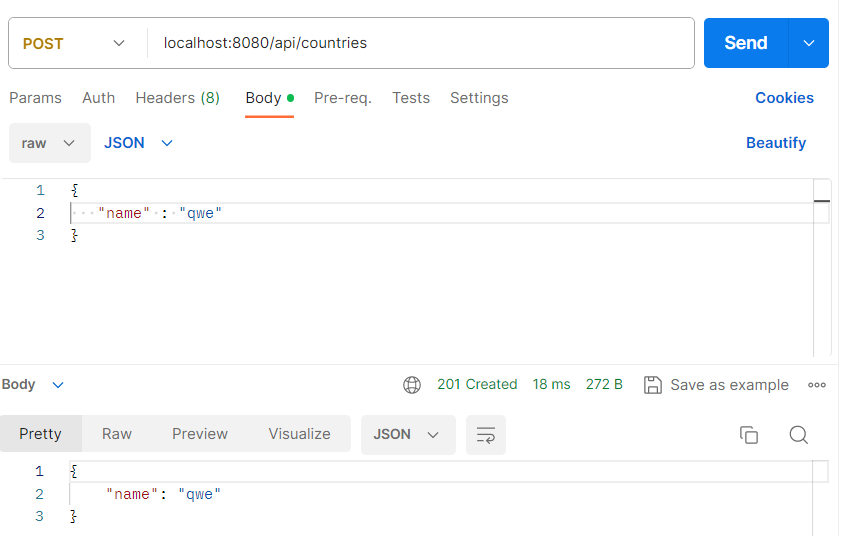 POST localhost:8080/api/countries Send
Params Auth Headers (8) Body Pre-req. Tests Settings Cookies
raw JSON Beautify
1 {
2 "name" : "qwe"
3 }
Body 201 Created 18 ms 272 B Save as example
Pretty Raw Preview Visualize JSON
1 {
2 "name": "qwe"
3 }